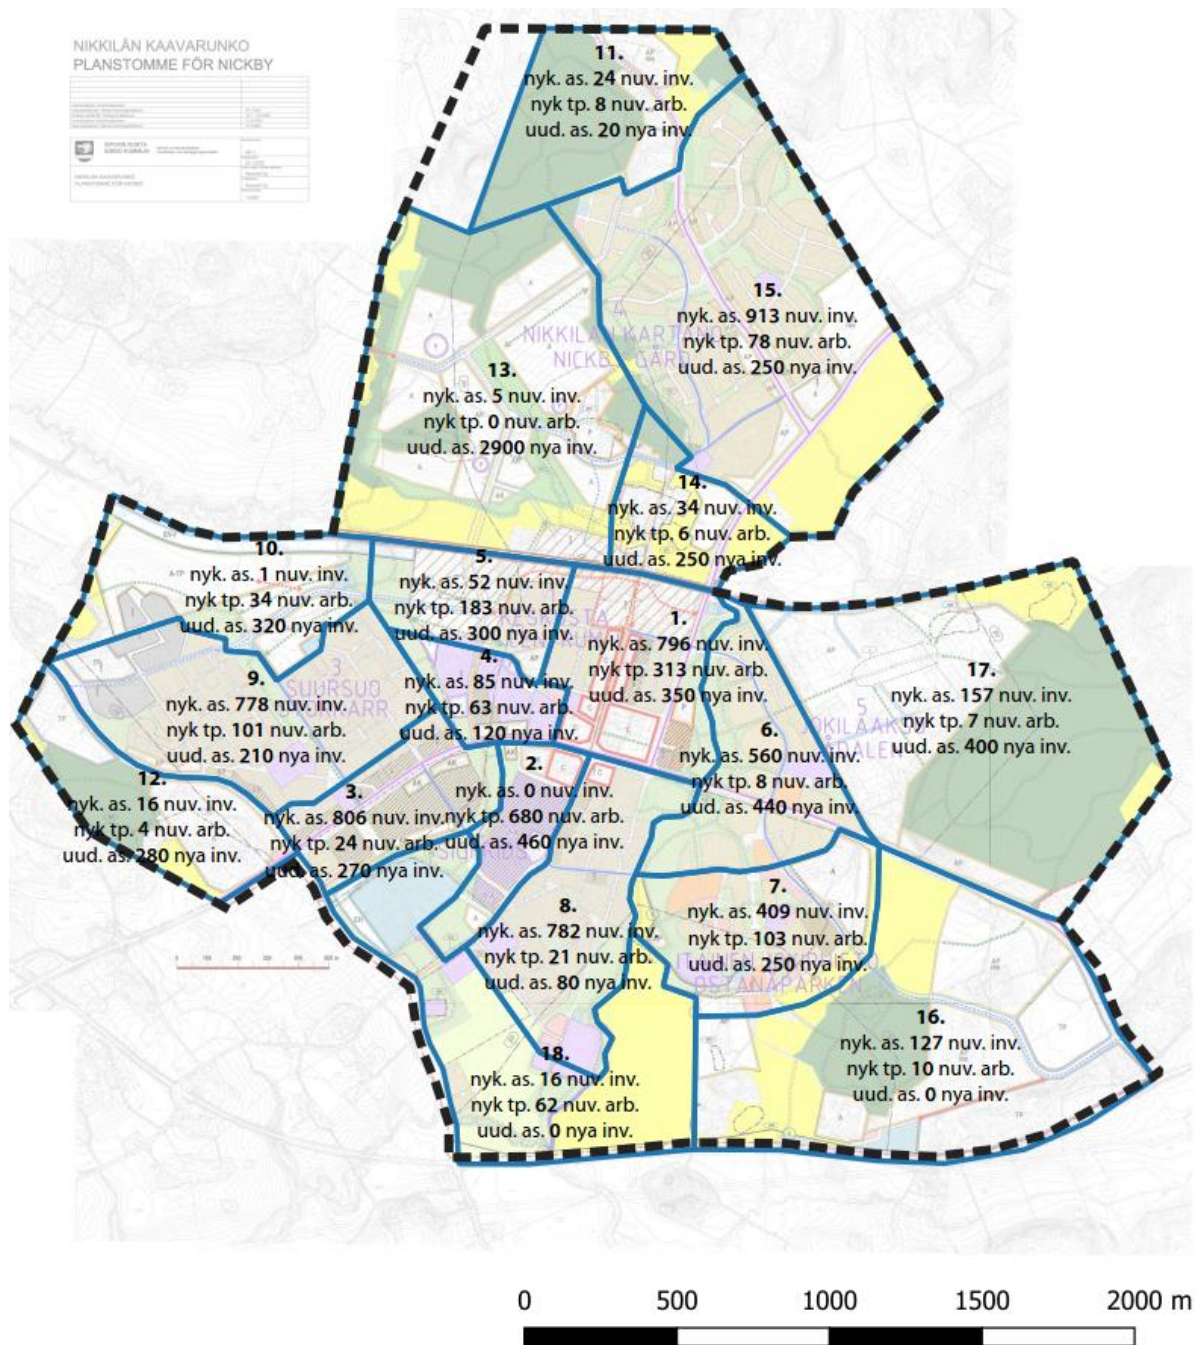 NIKKILÄN KAAVARUNKO
PLANSTOMME FÖR NICKBY
SIPOON KUNTA
SIBBO KOMMUN
NIKKILÄN KAAVARUNKO
PLANSTOMME FÖR NICKBY
11.
nyk. as. 24 nuv. inv.
nyk tp. 8 nuv. arb.
uud. as. 20 nya inv.
15.
nyk. as. 913 nuv. inv.
nyk tp. 78 nuv. arb.
uud. as. 250 nya inv.
4
NIKKILÄN KARTANO
NICKBY GÅRD
13.
nyk. as. 5 nuv. inv.
nyk tp. 0 nuv. arb.
uud. as. 2900 nya inv.
14.
nyk. as. 34 nuv. inv.
nyk tp. 6 nuv. arb.
uud. as. 250 nya inv.
10.
nyk. as. 1 nuv. inv.
nyk tp. 34 nuv. arb.
uud. as. 320 nya inv.
5.
nyk. as. 52 nuv. inv.
nyk tp. 183 nuv. arb.
uud. as. 300 nya inv.
KESKUSTA
1.
nyk. as. 796 nuv. inv.
nyk tp. 313 nuv. arb.
uud. as. 350 nya inv.
4.
nyk. as. 85 nuv. inv.
nyk tp. 63 nuv. arb.
uud. as. 120 nya inv.
3
SUURSUO
9.
nyk. as. 778 nuv. inv.
nyk tp. 101 nuv. arb.
uud. as. 210 nya inv.
17.
nyk. as. 157 nuv. inv.
nyk tp. 7 nuv. arb.
uud. as. 400 nya inv.
5
JOKILAAKSO
6.
nyk. as. 560 nuv. inv.
nyk tp. 8 nuv. arb.
uud. as. 440 nya inv.
2.
nyk. as. 0 nuv. inv.
nyk tp. 680 nuv. arb.
uud. as. 460 nya inv.
12.
nyk. as. 16 nuv. inv.
nyk tp. 4 nuv. arb.
uud. as. 280 nya inv.
3.
nyk. as. 806 nuv. inv.
nyk tp. 24 nuv. arb.
uud. as. 270 nya inv.
7.
nyk. as. 409 nuv. inv.
nyk tp. 103 nuv. arb.
uud. as. 250 nya inv.
8.
nyk. as. 782 nuv. inv.
nyk tp. 21 nuv. arb.
uud. as. 80 nya inv.
16.
nyk. as. 127 nuv. inv.
nyk tp. 10 nuv. arb.
uud. as. 0 nya inv.
18.
nyk. as. 16 nuv. inv.
nyk tp. 62 nuv. arb.
uud. as. 0 nya inv.
0 500 1000 1500 2000 m